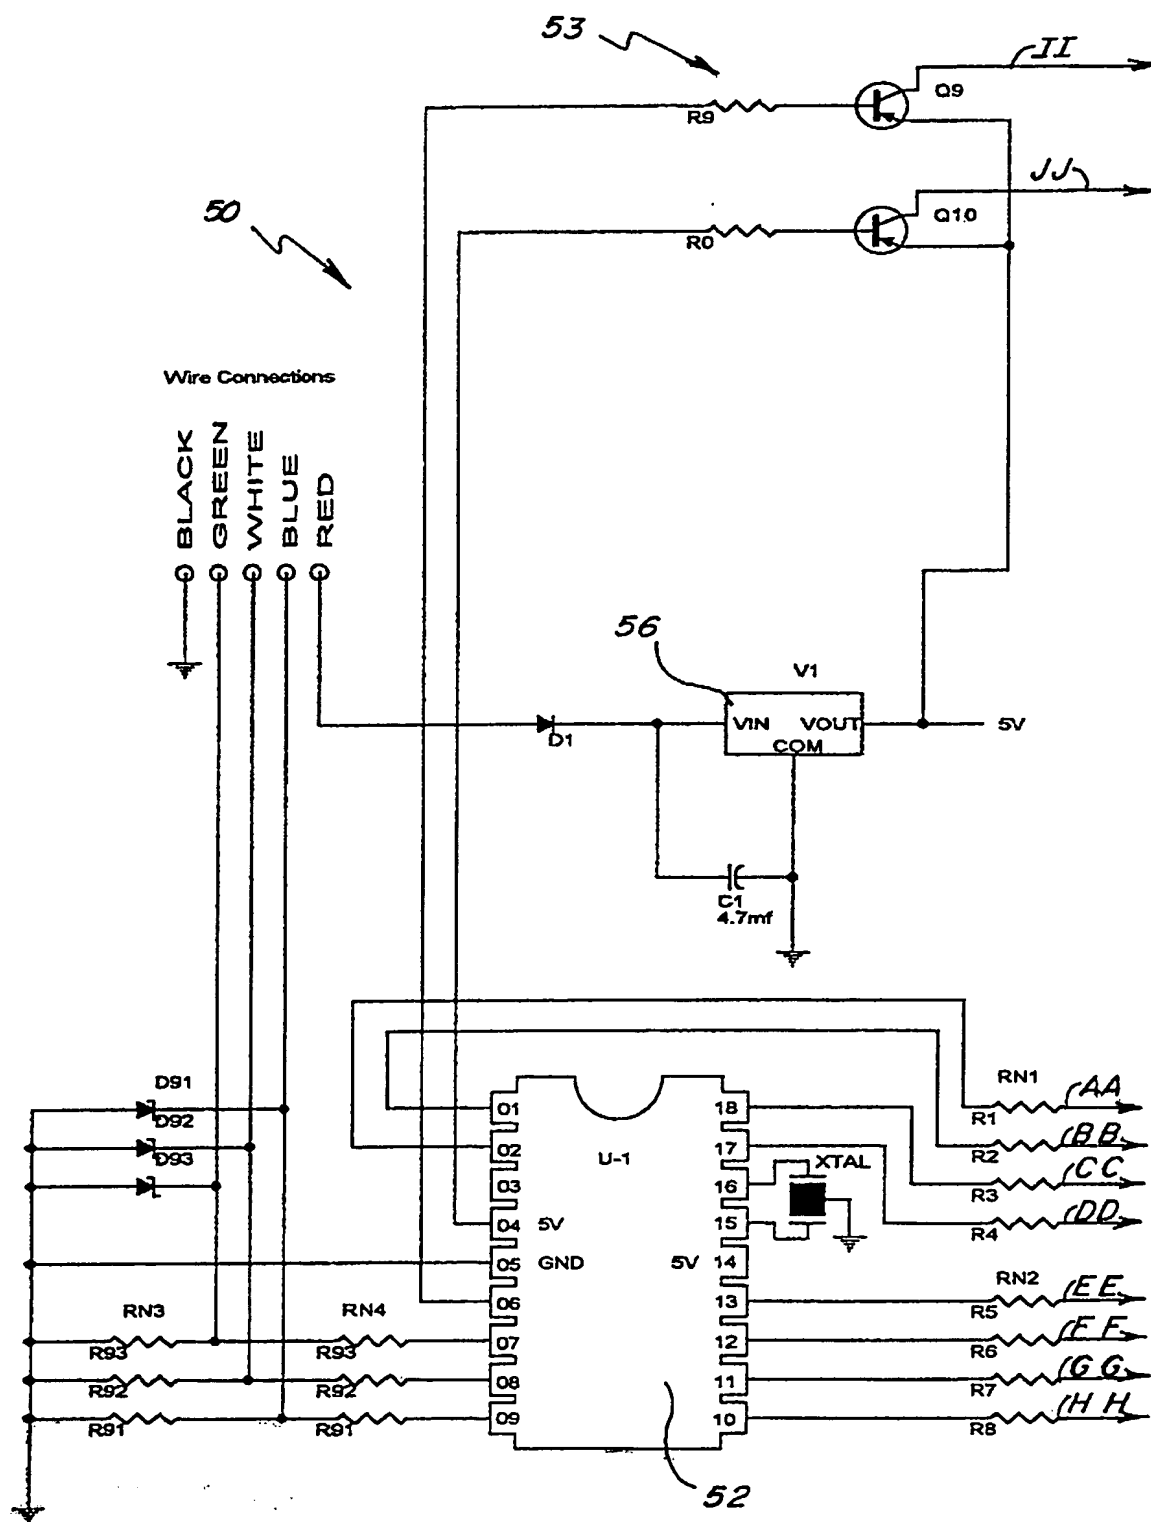 53
II
Q9
R9
JJ
50
Q10
R0
Wire Connections
BLACK
GREEN
WHITE
BLUE
RED
56
V1
VIN VOUT
COM
5V
D1
C1
4.7mf
D91
D92
D93
RN1
AA
R1
BB
R2
CC
R3
DD
R4
01
02
03
04
05
06
07
08
09
U-1
5V
GND
5V
18
17
16
15
14
13
12
11
10
XTAL
RN2
EE
R5
FF
R6
GG
R7
HH
R8
RN3
RN4
R93
R93
R92
R92
R91
R91
52